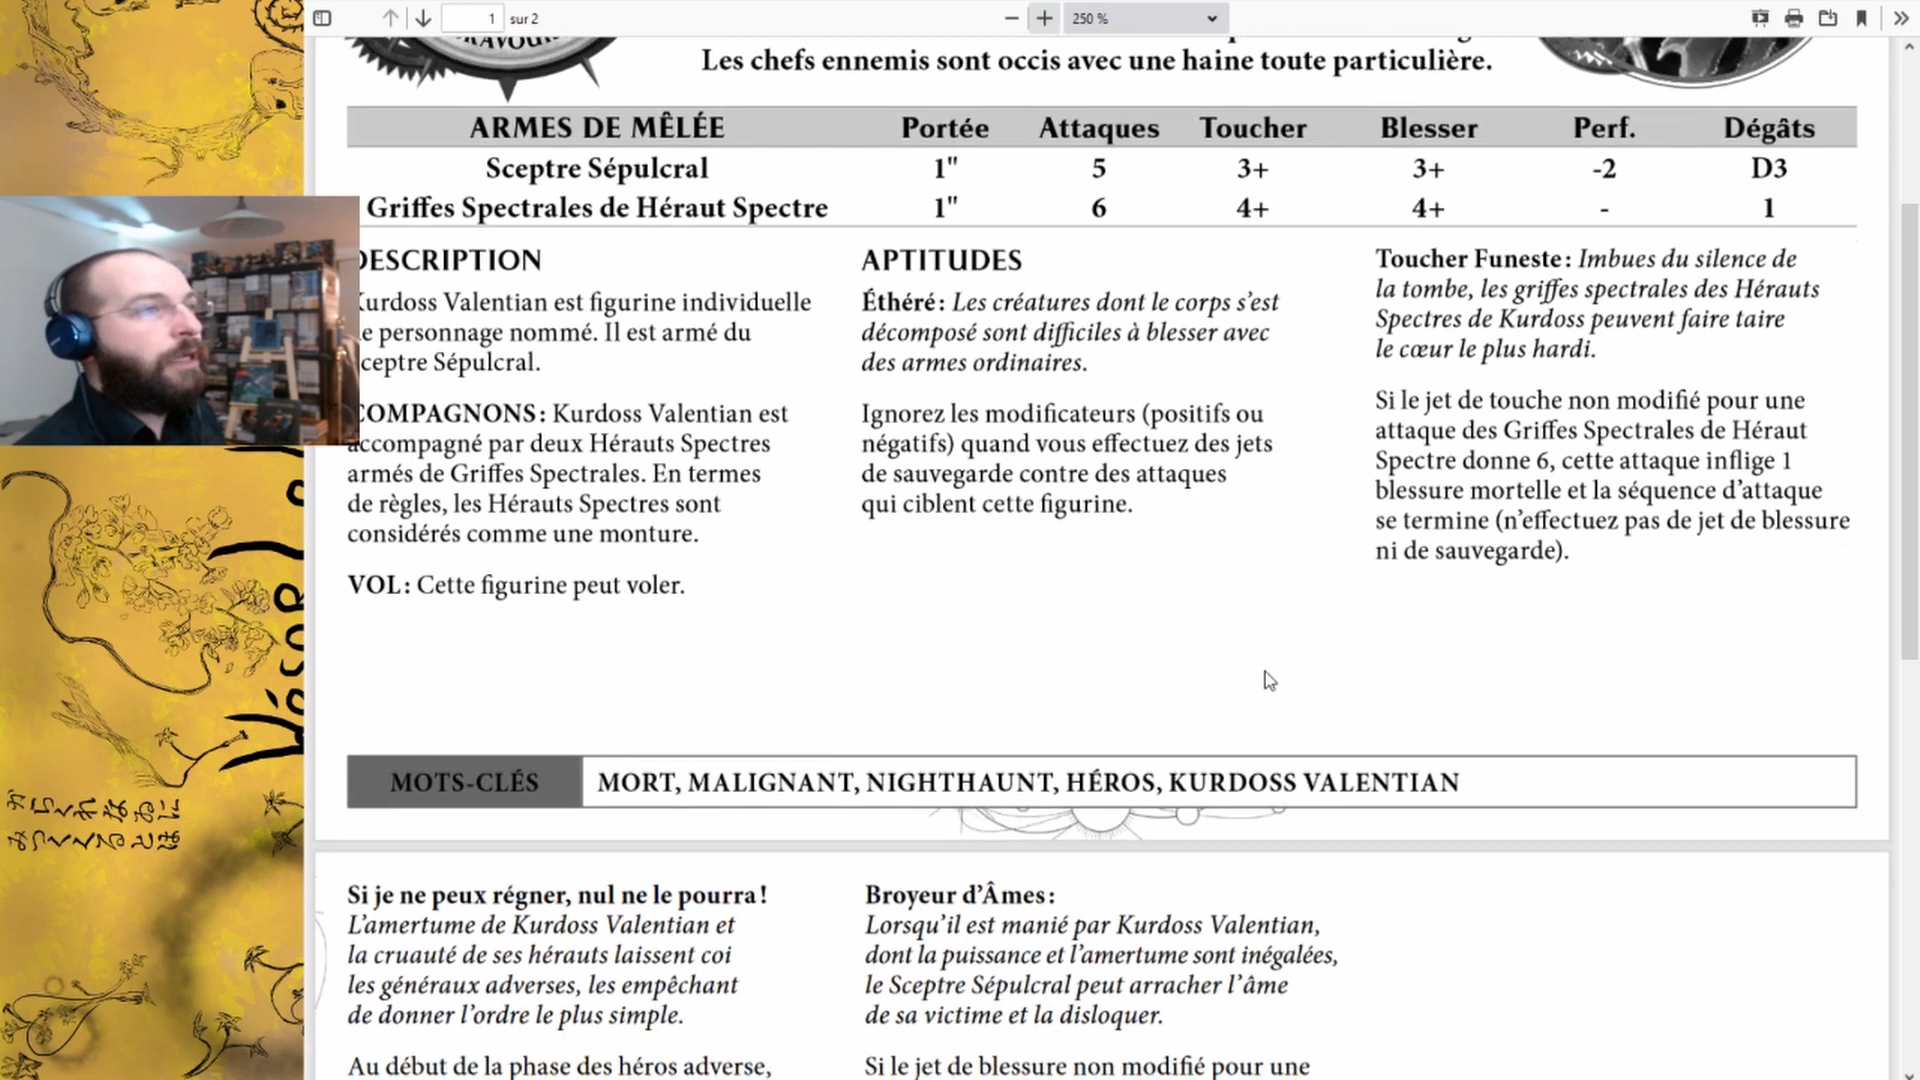 1 sur 2
250 %
RAVOUR
Les chefs ennemis sont occis avec une haine toute particulière.
ARMES DE MÊLÉE Portée Attaques Toucher Blesser Perf. Dégâts
Sceptre Sépulcral 1" 5 3+ 3+ -2 D3
Griffes Spectrales de Héraut Spectre 1" 6 4+ 4+ - 1
DESCRIPTION
Kurdoss Valentian est figurine individuelle
personnage nommé. Il est armé du
Sceptre Sépulcral.
COMPAGNONS : Kurdoss Valentian est
accompagné par deux Hérauts Spectres
armés de Griffes Spectrales. En termes
de règles, les Hérauts Spectres sont
considérés comme une monture.
VOL : Cette figurine peut voler.
APTITUDES
Éthéré : Les créatures dont le corps s'est
décomposé sont difficiles à blesser avec
des armes ordinaires.
Ignorez les modificateurs (positifs ou
négatifs) quand vous effectuez des jets
de sauvegarde contre des attaques
qui ciblent cette figurine.
Toucher Funeste : Imbues du silence de
la tombe, les griffes spectrales des Hérauts
Spectres de Kurdoss peuvent faire taire
le cœur le plus hardi.
Si le jet de touche non modifié pour une
attaque des Griffes Spectrales de Héraut
Spectre donne 6, cette attaque inflige 1
blessure mortelle et la séquence d'attaque
se termine (n'effectuez pas de jet de blessure
ni de sauvegarde).
MOTS-CLÉS MORT, MALIGNANT, NIGHTHAUNT, HÉROS, KURDOSS VALENTIAN
Si je ne peux régner, nul ne le pourra !
L'amertume de Kurdoss Valentian et
la cruauté de ses hérauts laissent coi
les généraux adverses, les empêchant
de donner l'ordre le plus simple.
Au début de la phase des héros adverse,
Broyeur d'Âmes :
Lorsqu'il est manié par Kurdoss Valentian,
dont la puissance et l'amertume sont inégalées,
le Sceptre Sépulcral peut arracher l'âme
de sa victime et la disloquer.
Si le jet de blessure non modifié pour une